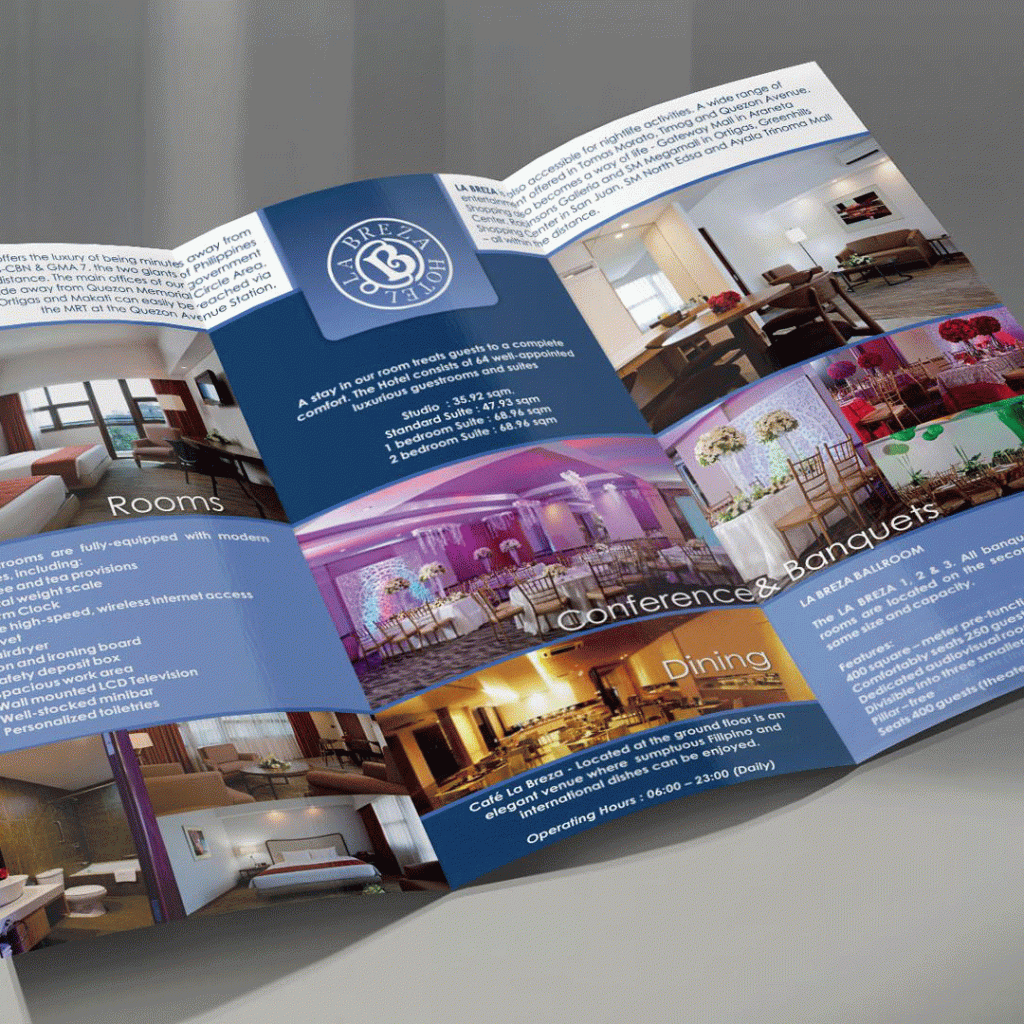 offers the luxury of being minutes away from
-CBN & GMA 7, the two giants of Philippines
distance. The main offices of our government
de away from Quezon Memorial Circle Area.
Ortigas and Makati can easily be reached via
the MRT at the Quezon Avenue Station.
Rooms
rooms are fully-equipped with modern
es, including:
ee and tea provisions
al weight scale
rm Clock
e high-speed, wireless internet access
vet
airdryer
on and ironing board
afety deposit box
pacious work area
Wall mounted LCD Television
Well-stocked minibar
Personalized toiletries
LA BREZA HOTEL
A stay in our room treats guests to a complete
comfort. The Hotel consists of 64 well-appointed
luxurious guestrooms and suites
Studio : 35.92 sqm.
Standard Suite : 47.93 sqm
1 bedroom Suite : 68.96 sqm
2 bedroom Suite : 68.96 sqm
Conference & Banquets
Dining
Café La Breza - Located at the ground floor is an
elegant venue where sumptuous Filipino and
international dishes can be enjoyed.
Operating Hours : 06:00 – 23:00 (Daily)
LA BREZA is also accessible for nightlife activities. A wide range of
entertainment offered in Tomas Morato, Timog and Quezon Avenue.
Shopping also becomes a way of life - Gateway Mall in Araneta
Center, Robinsons Galleria and SM Megamall in Ortigas, Greenhills
Shopping Center in San Juan, SM North Edsa and Ayala Trinoma Mall
– all within the distance.
LA BREZA BALLROOM
The LA BREZA 1, 2 & 3. All banqu
rooms are located on the secon
same size and capacity.
Features:
400 square – meter pre-functi
Comfortably seats 250 guest
Dedicated audiovisual roo
Divisible into three smaller
Pillar – free
Seats 400 guests (theate